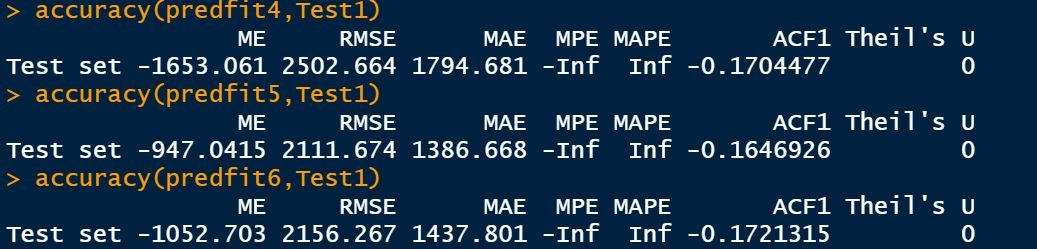 > accuracy(predfit4,Test1)
ME RMSE MAE MPE MAPE ACF1 Theil's U
Test set -1653.061 2502.664 1794.681 -Inf Inf -0.1704477 0
> accuracy(predfit5,Test1)
ME RMSE MAE MPE MAPE ACF1 Theil's U
Test set -947.0415 2111.674 1386.668 -Inf Inf -0.1646926 0
> accuracy(predfit6,Test1)
ME RMSE MAE MPE MAPE ACF1 Theil's U
Test set -1052.703 2156.267 1437.801 -Inf Inf -0.1721315 0